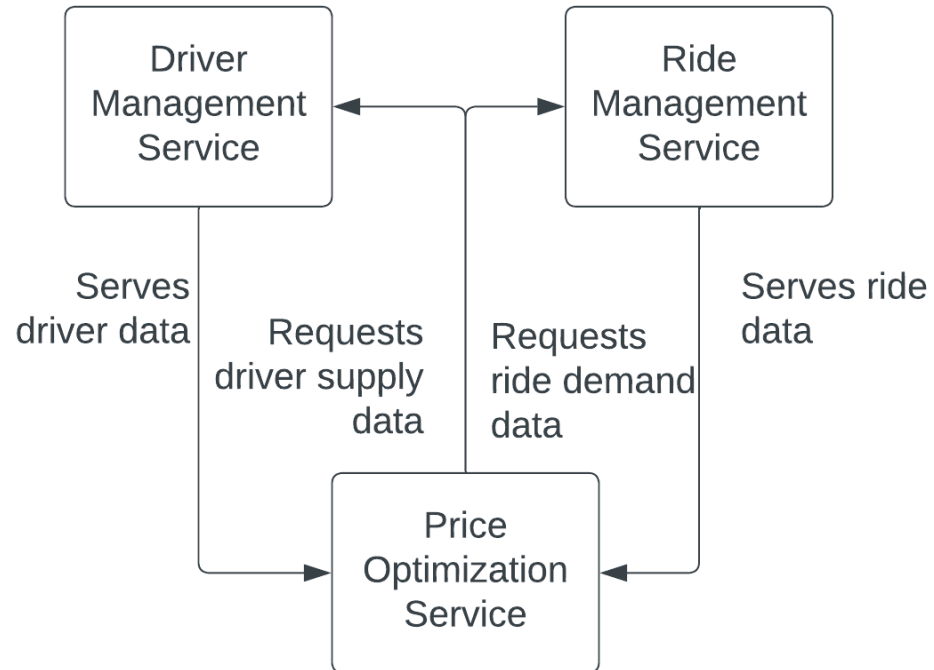 Driver
Management
Service
Ride
Management
Service
Serves
driver data
Requests
driver supply
data
Requests
ride demand
data
Serves ride
data
Price
Optimization
Service